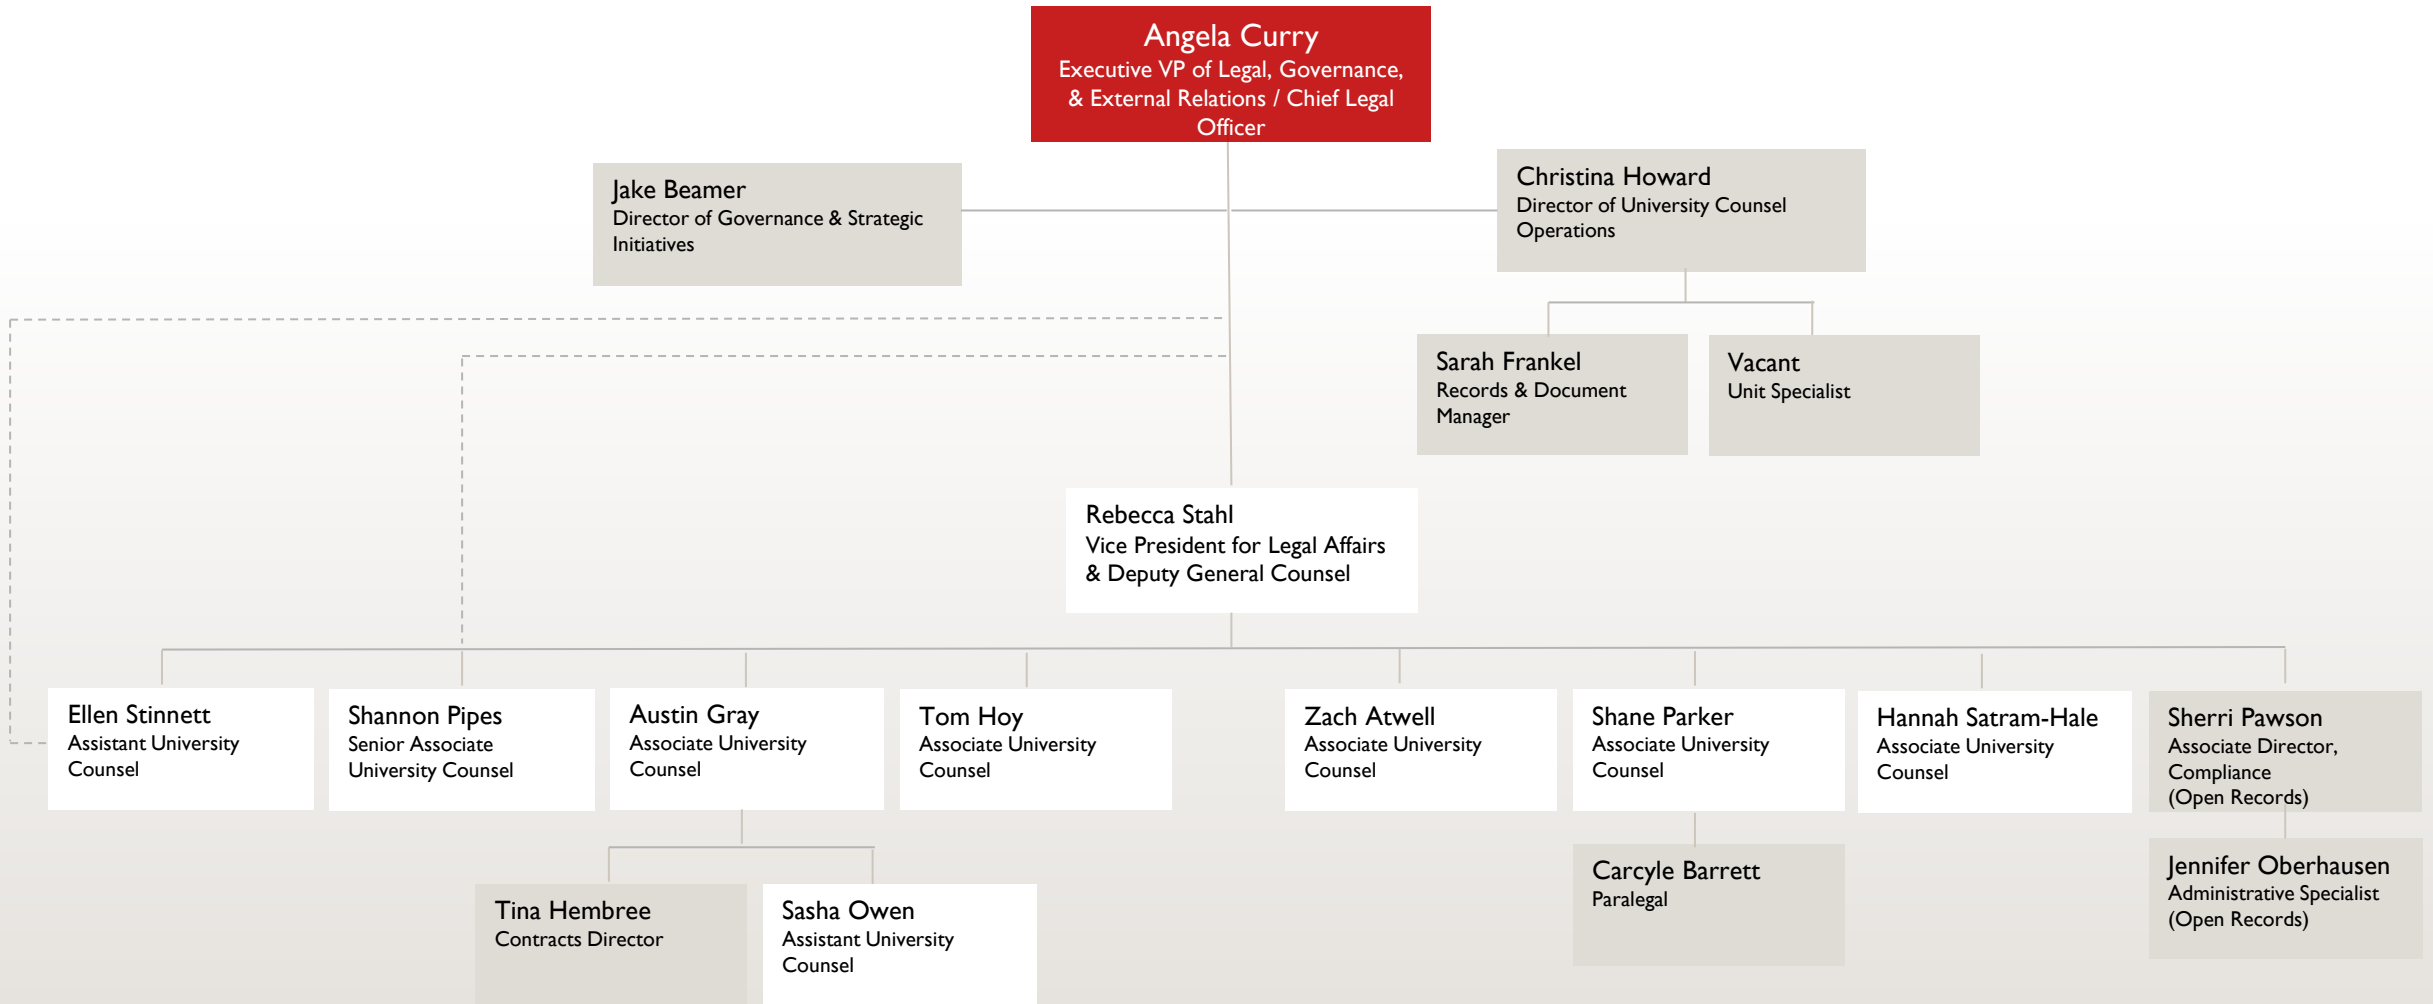 Angela Curry
Executive VP of Legal, Governance,
& External Relations / Chief Legal
Officer
Jake Beamer
Director of Governance & Strategic
Initiatives
Christina Howard
Director of University Counsel
Operations
Sarah Frankel
Records & Document
Manager
Vacant
Unit Specialist
Rebecca Stahl
Vice President for Legal Affairs
& Deputy General Counsel
Ellen Stinnett
Assistant University
Counsel
Shannon Pipes
Senior Associate
University Counsel
Austin Gray
Associate University
Counsel
Tom Hoy
Associate University
Counsel
Zach Atwell
Associate University
Counsel
Shane Parker
Associate University
Counsel
Hannah Satram-Hale
Associate University
Counsel
Sherri Pawson
Associate Director,
Compliance
(Open Records)
Tina Hembree
Contracts Director
Sasha Owen
Assistant University
Counsel
Carcyle Barrett
Paralegal
Jennifer Oberhausen
Administrative Specialist
(Open Records)